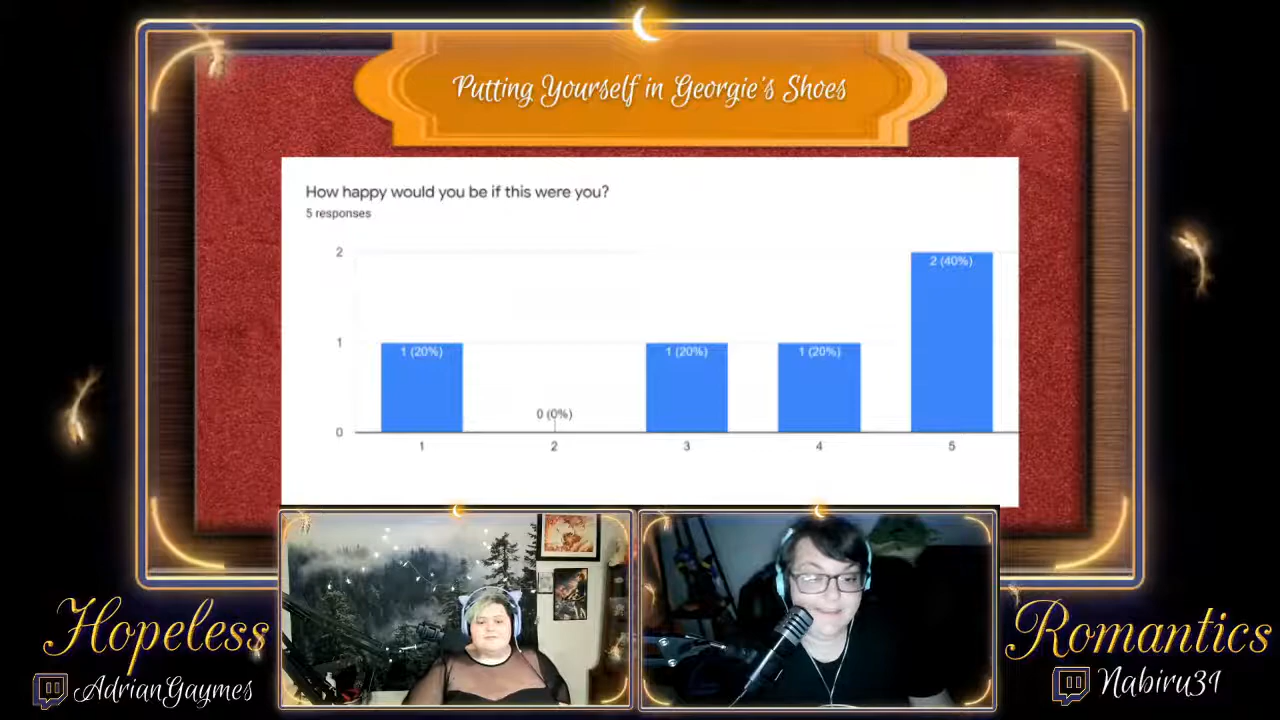 Putting Yourself in Georgie's Shoes
How happy would you be if this were you?
5 responses
2
1
0
1 (20%)
0 (0%)
1 (20%)
1 (20%)
2 (40%)
1
2
3
4
5
Hopeless
AdrianGaymes
Romantics
Nabiru31